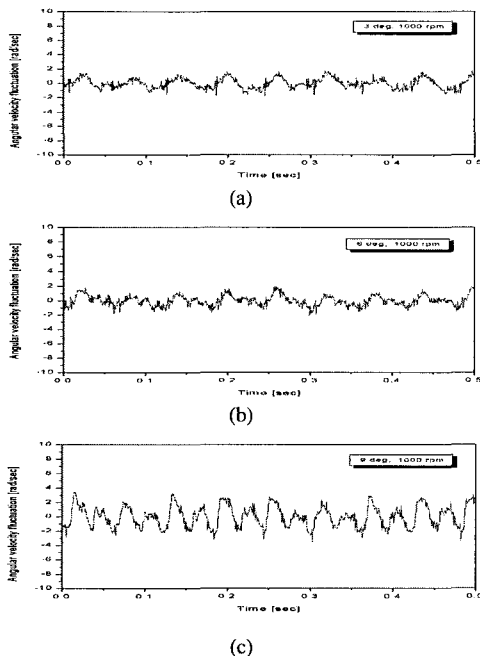 3 deg, 1000 rpm
Angular velocity fluctuation [rad/sec]
10
8
6
4
2
0
-2
-4
-6
-8
-10
0.0 0.1 0.2 0.3 0.4 0.5
Time [sec]
(a)
6 deg, 1000 rpm
Angular velocity fluctuation [rad/sec]
10
8
6
4
2
0
-2
-4
-6
-8
-10
0.0 0.1 0.2 0.3 0.4 0.5
Time [sec]
(b)
9 deg, 1000 rpm
Angular velocity fluctuation [rad/sec]
10
8
6
4
2
0
-2
-4
-6
-8
-10
0.0 0.1 0.2 0.3 0.4 0.5
Time [sec]
(c)